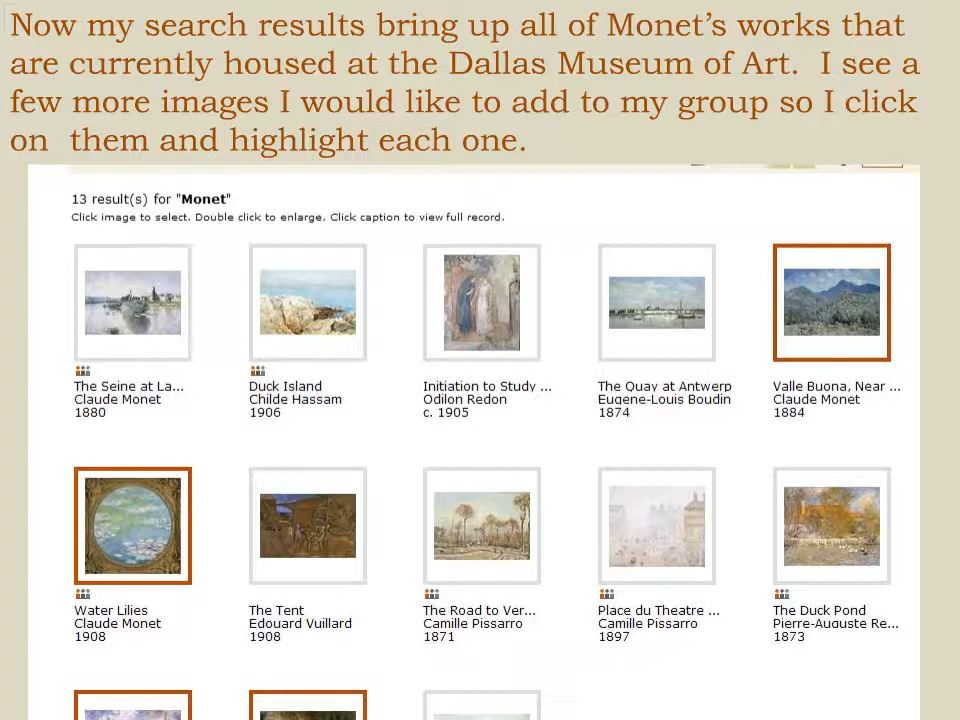 Now my search results bring up all of Monet’s works that
are currently housed at the Dallas Museum of Art.  I see a
few more images I would like to add to my group so I click
on  them and highlight each one.
13 result(s) for "Monet"
Click image to select. Double click to enlarge. Click caption to view full record.
The Seine at La...
Claude Monet
1880
Duck Island
Childe Hassam
1906
Initiation to Study ...
Odilon Redon
c. 1905
The Quay at Antwerp
Eugene-Louis Boudin
1874
Valle Buona, Near ...
Claude Monet
1884
Water Lilies
Claude Monet
1908
The Tent
Edouard Vuillard
1908
The Road to Ver...
Camille Pissarro
1871
Place du Theatre ...
Camille Pissarro
1897
The Duck Pond
Pierre-Auguste Re...
1873